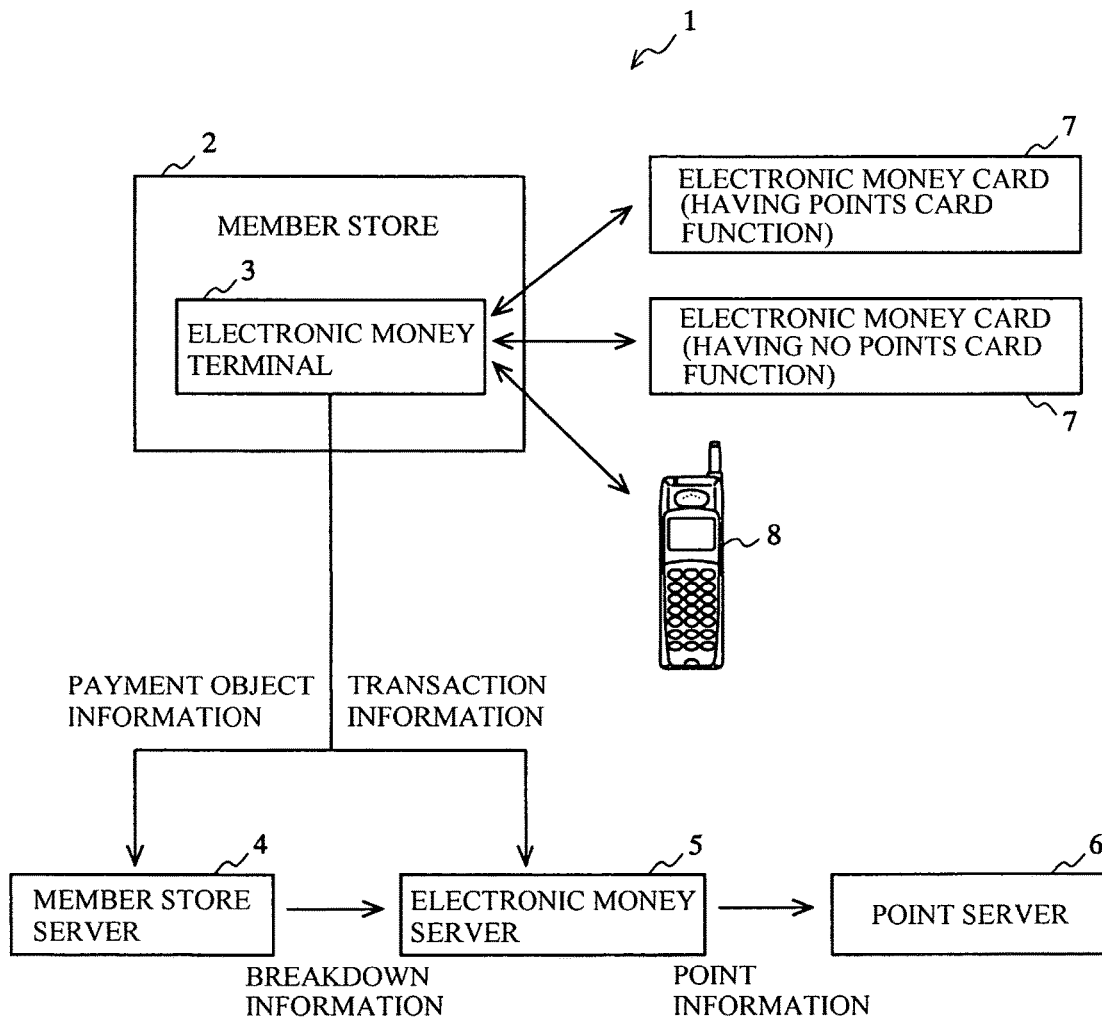 1
2
7
MEMBER STORE
ELECTRONIC MONEY CARD
(HAVING POINTS CARD
FUNCTION)
3
ELECTRONIC MONEY
TERMINAL
ELECTRONIC MONEY CARD
(HAVING NO POINTS CARD
FUNCTION)
7
8
PAYMENT OBJECT
INFORMATION
TRANSACTION
INFORMATION
4
MEMBER STORE
SERVER
5
ELECTRONIC MONEY
SERVER
6
POINT SERVER
BREAKDOWN
INFORMATION
POINT
INFORMATION